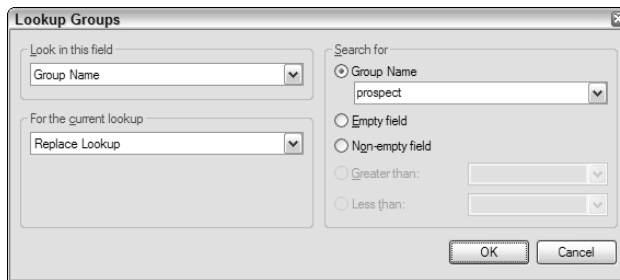 Lookup Groups
Look in this field
Group Name
For the current lookup
Replace Lookup
Search for
Group Name
prospect
Empty field
Non-empty field
Greater than:
Less than:
OK
Cancel